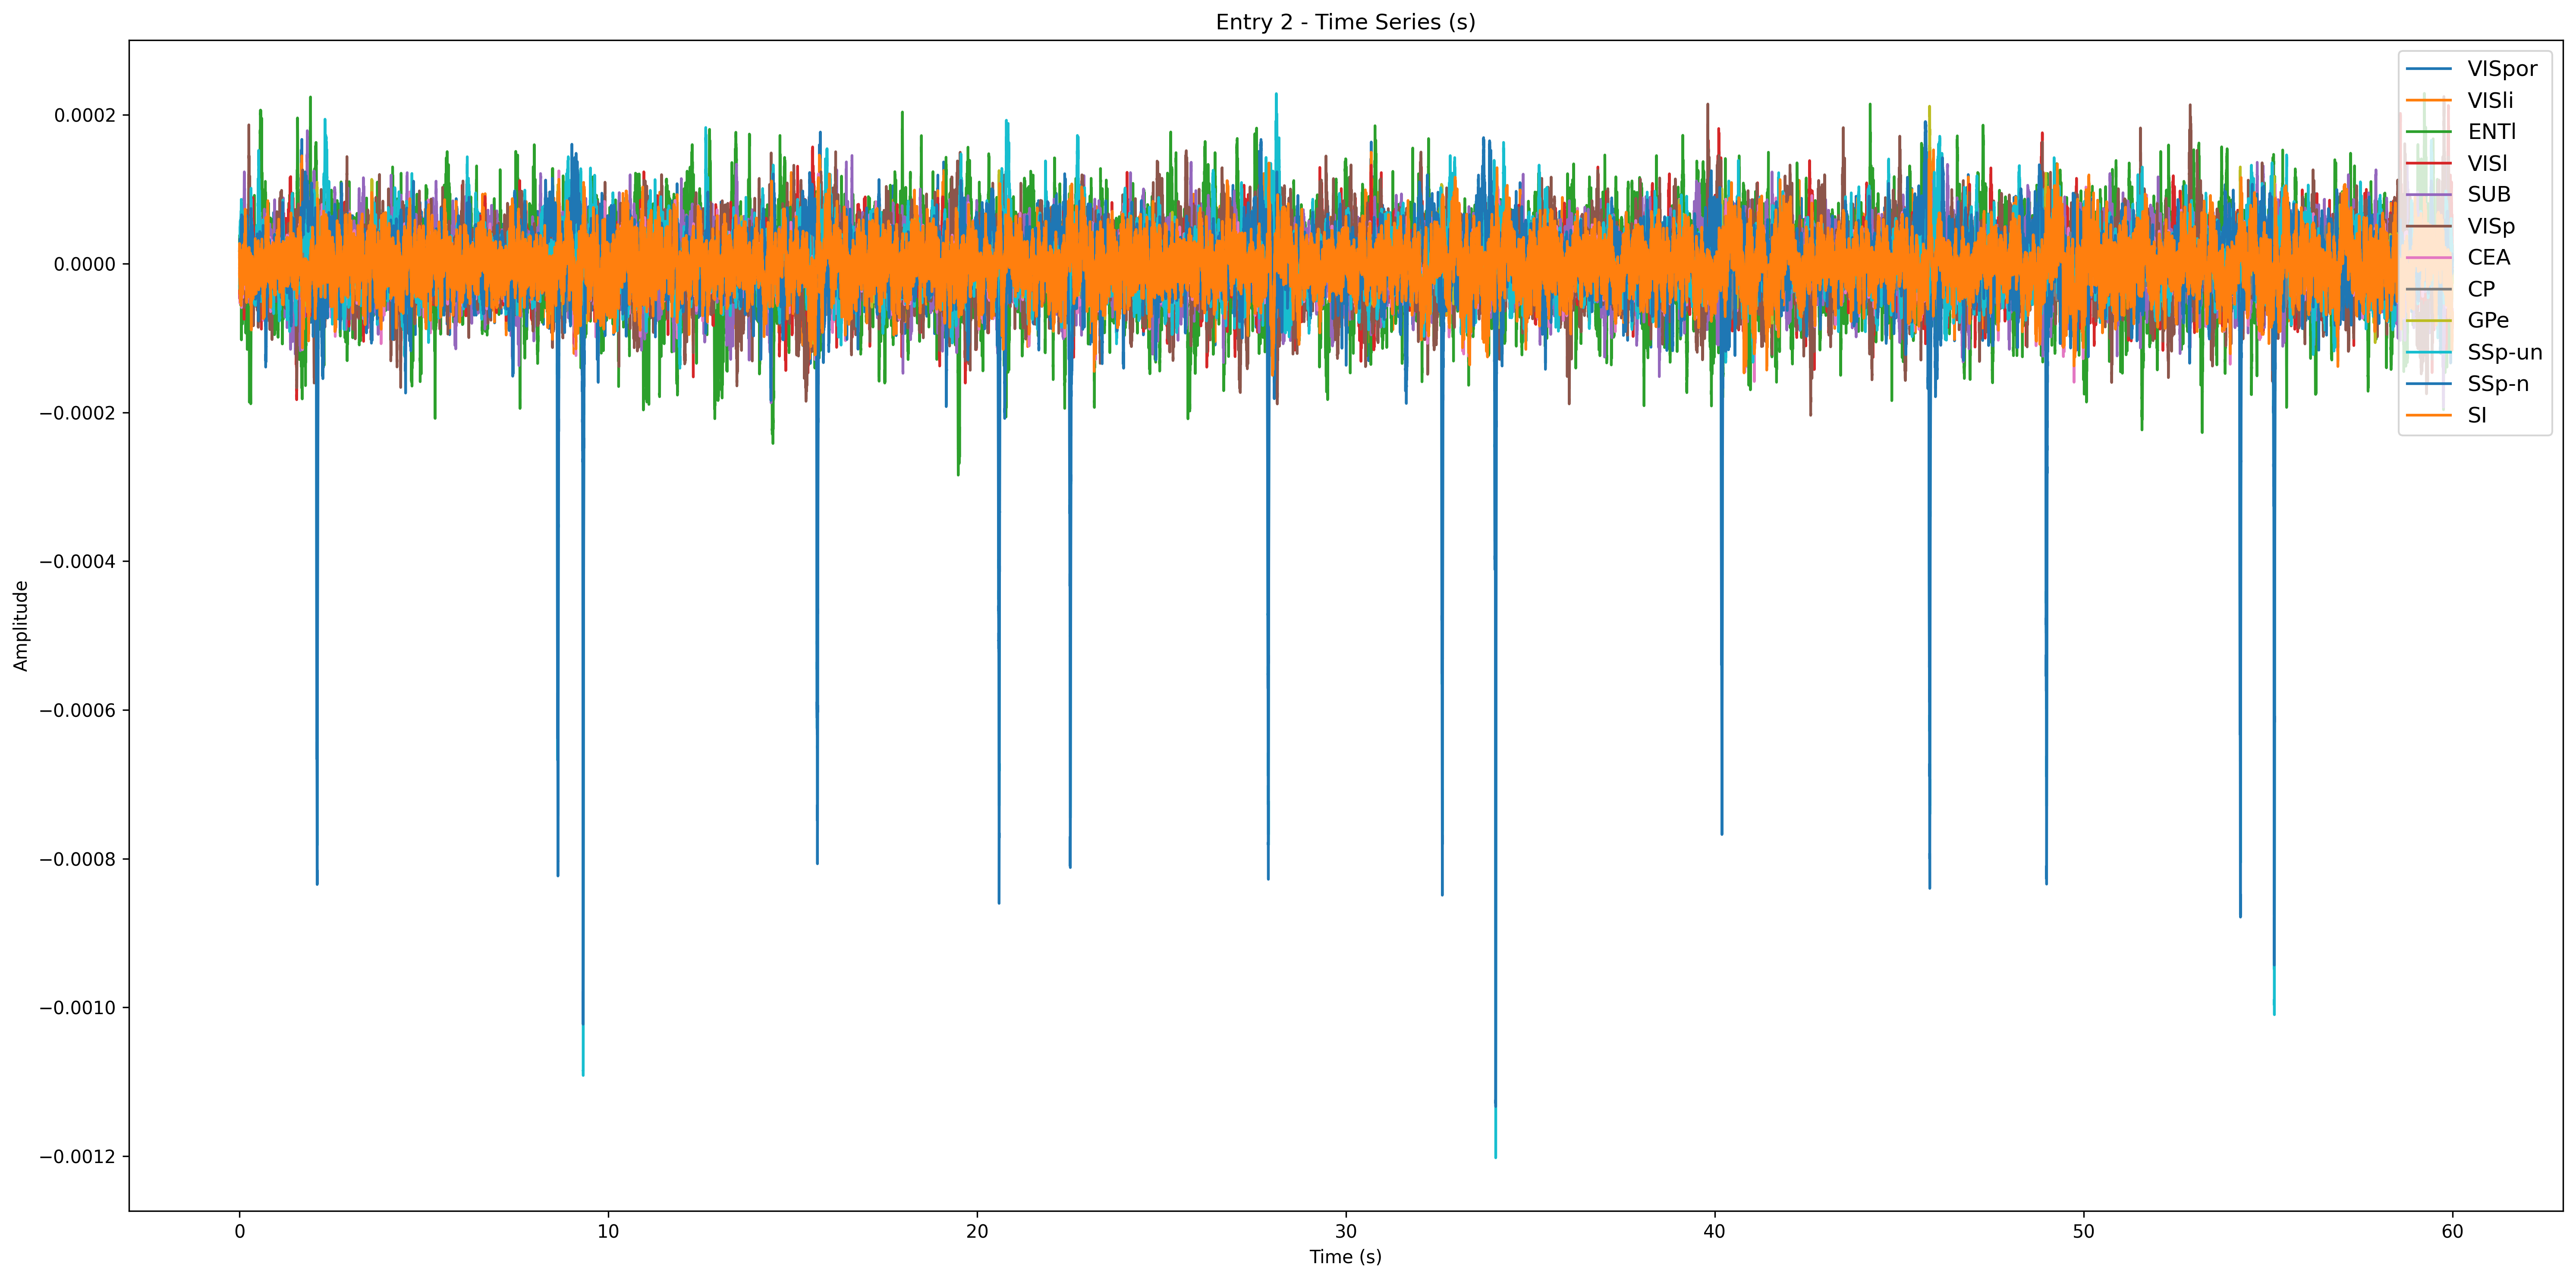 Entry 2 - Time Series (s)
VISpor
VISli
ENTl
VISl
SUB
VISp
CEA
CP
GPe
SSp-un
SSp-n
SI
0.0002
0.0000
−0.0002
−0.0004
−0.0006
−0.0008
−0.0010
−0.0012
Amplitude
0 10 20 30 40 50 60
Time (s)